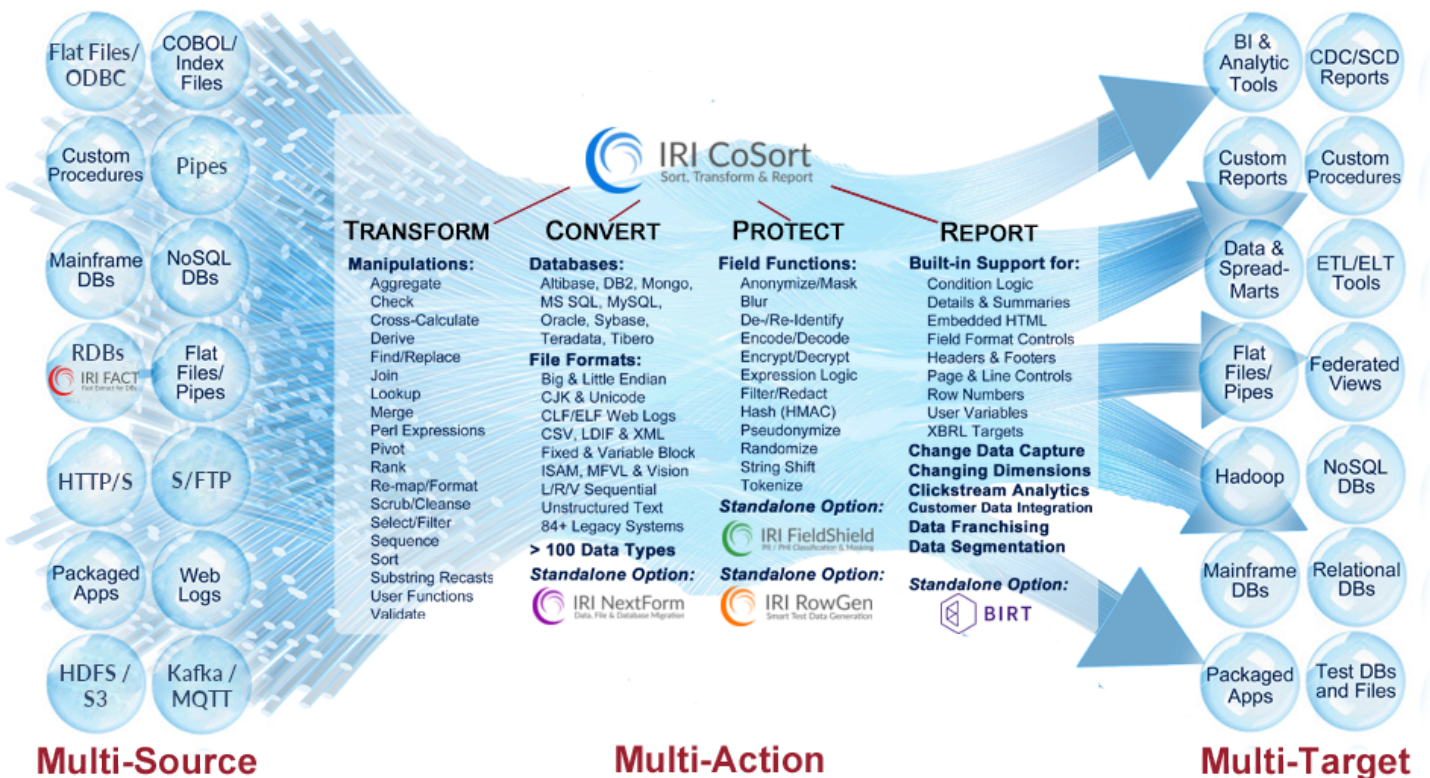 Flat Files/
ODBC
COBOL/
Index
Files
Custom
Procedures
Pipes
Mainframe
DBs
NoSQL
DBs
RDBs
IRI FACT
Fast Extract for DBs
Flat
Files/
Pipes
HTTP/S
S/FTP
Packaged
Apps
Web
Logs
HDFS /
S3
Kafka /
MQTT
Multi-Source
IRI CoSort
Sort, Transform & Report
TRANSFORM
Manipulations:
Aggregate
Check
Cross-Calculate
Derive
Find/Replace
Join
Lookup
Merge
Perl Expressions
Pivot
Rank
Re-map/Format
Scrub/Cleanse
Select/Filter
Sequence
Sort
Substring Recasts
User Functions
Validate
CONVERT
Databases:
Altibase, DB2, Mongo,
MS SQL, MySQL,
Oracle, Sybase,
Teradata, Tibero
File Formats:
Big & Little Endian
CJK & Unicode
CLF/ELF Web Logs
CSV, LDIF & XML
Fixed & Variable Block
ISAM, MFVL & Vision
L/R/V Sequential
Unstructured Text
84+ Legacy Systems
> 100 Data Types
Standalone Option:
IRI NextForm
Data, File & Database Migration
PROTECT
Field Functions:
Anonymize/Mask
Blur
De-/Re-Identify
Encode/Decode
Encrypt/Decrypt
Expression Logic
Filter/Redact
Hash (HMAC)
Pseudonymize
Randomize
String Shift
Tokenize
Standalone Option:
IRI FieldShield
PII / PHI Classification & Masking
Standalone Option:
IRI RowGen
Smart Test Data Generation
REPORT
Built-in Support for:
Condition Logic
Details & Summaries
Embedded HTML
Field Format Controls
Headers & Footers
Page & Line Controls
Row Numbers
User Variables
XBRL Targets
Change Data Capture
Changing Dimensions
Clickstream Analytics
Customer Data Integration
Data Franchising
Data Segmentation
Standalone Option:
BIRT
Multi-Action
BI &
Analytic
Tools
CDC/SCD
Reports
Custom
Reports
Custom
Procedures
Data &
Spread-
Marts
ETL/ELT
Tools
Flat
Files/
Pipes
Federated
Views
Hadoop
NoSQL
DBs
Mainframe
DBs
Relational
DBs
Packaged
Apps
Test DBs
and Files
Multi-Target